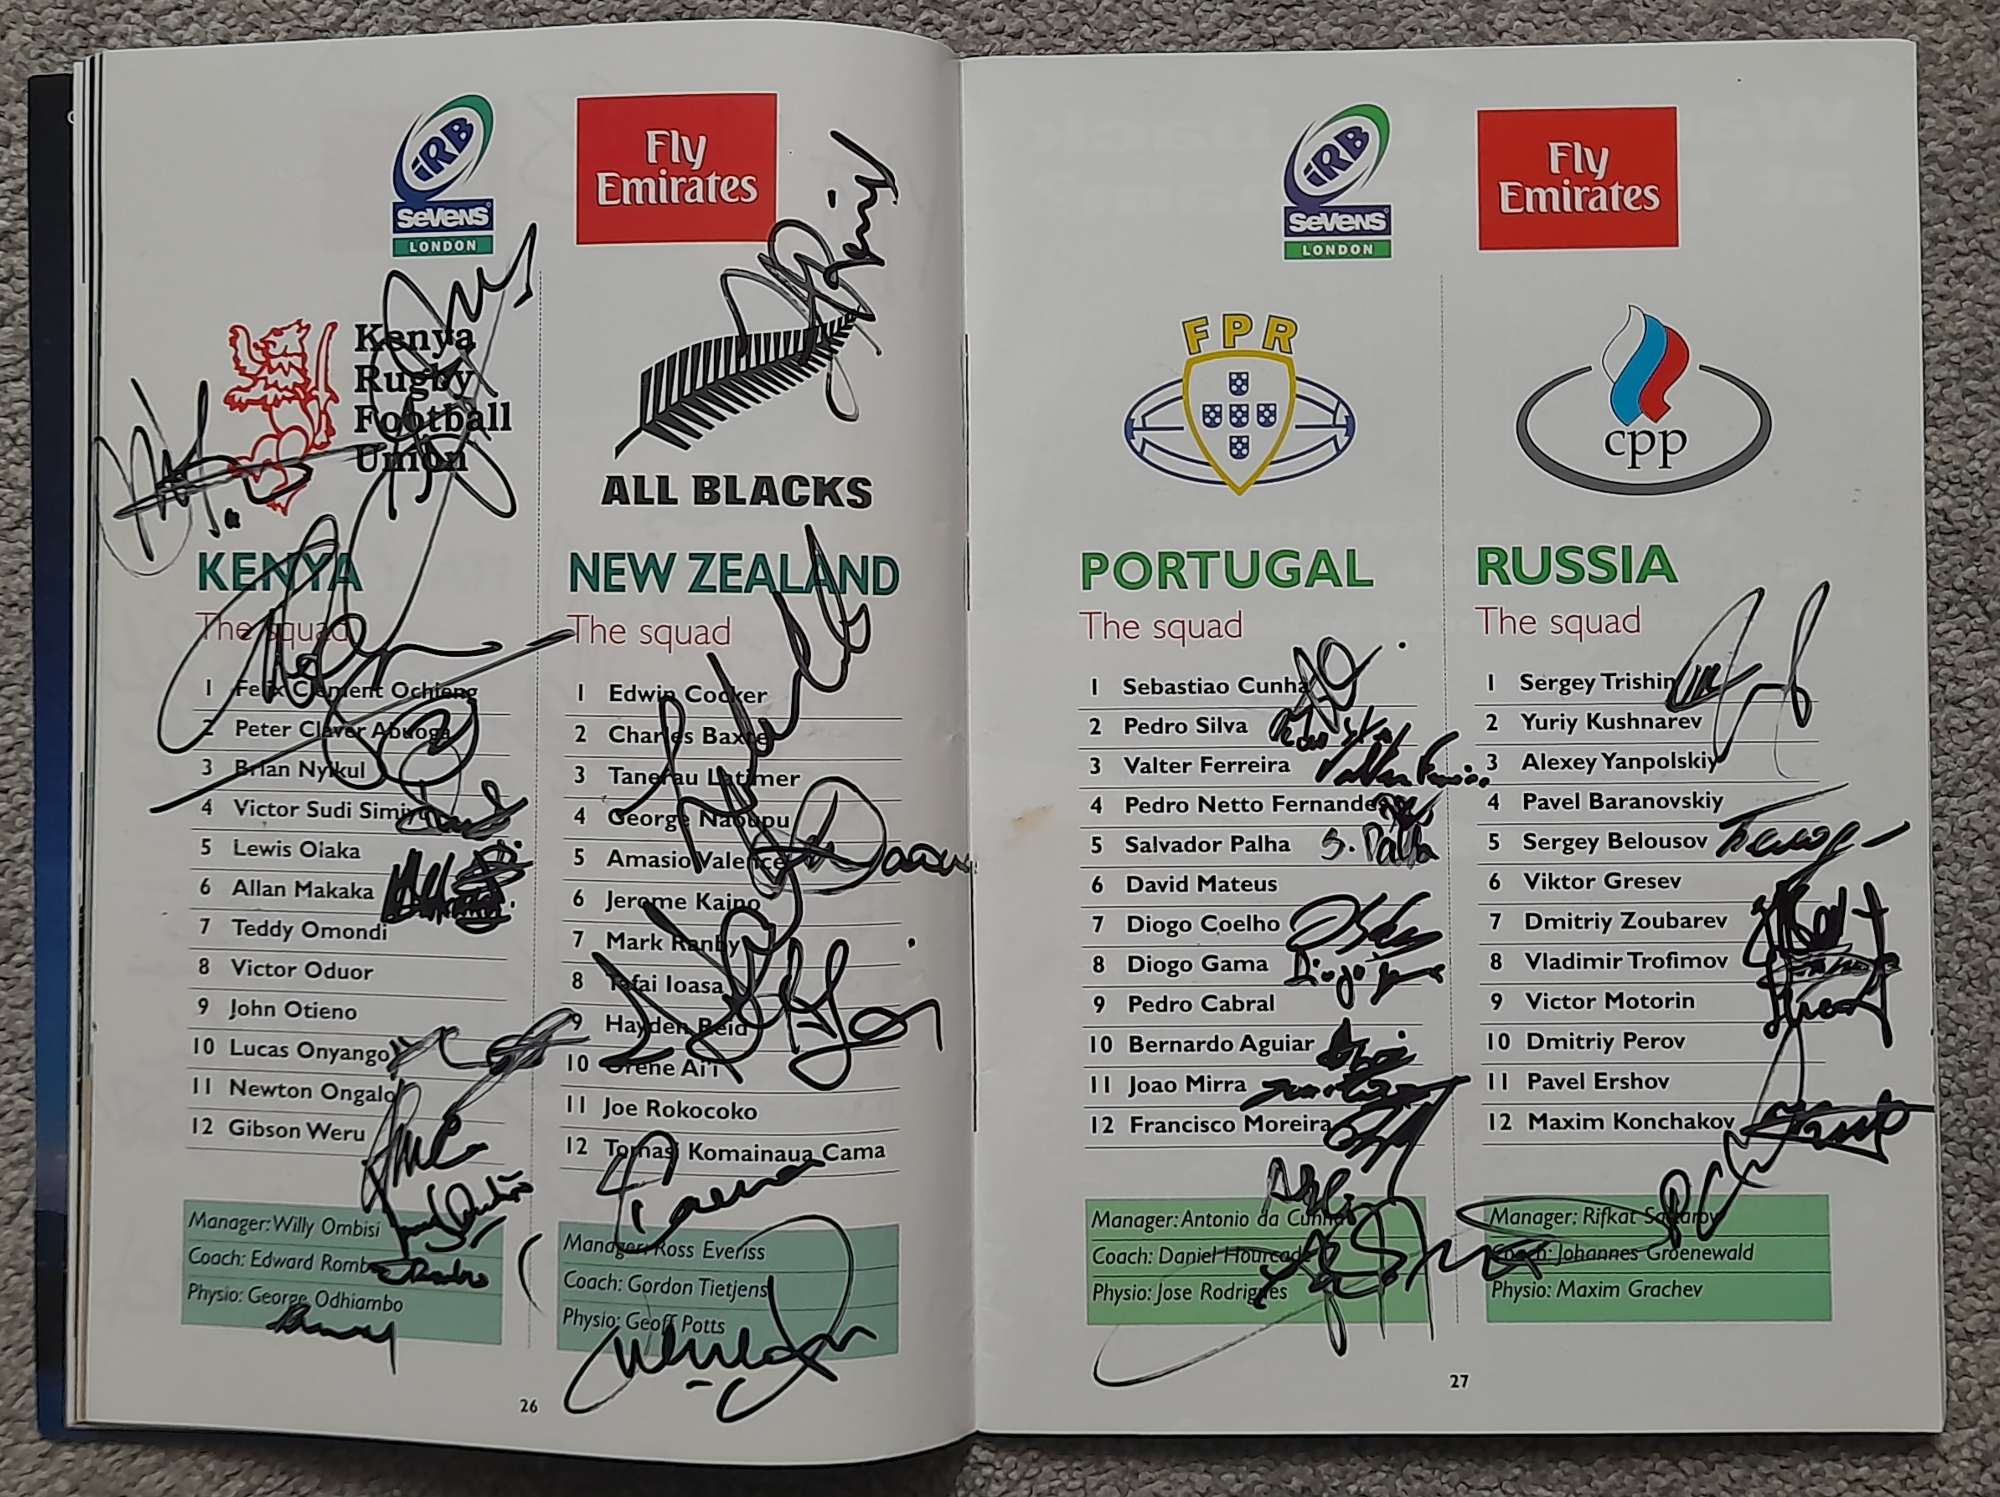 iRB
SEVENS
LONDON
Fly
Emirates
Kenya
Rugby
Football
Union
ALL BLACKS
KENYA
The squad
1 Felix Clement Ochieng
2 Peter Claver Abuoga
3 Brian Nyikul
4 Victor Sudi Simiyu
5 Lewis Olaka
6 Allan Makaka
7 Teddy Omondi
8 Victor Oduor
9 John Otieno
10 Lucas Onyango
11 Newton Ongalo
12 Gibson Weru
Manager: Willy Ombisi
Coach: Edward Rombo
Physio: George Odhiambo
NEW ZEALAND
The squad
1 Edwin Cocker
2 Charles Baxter
3 Tanerau Latimer
4 George Naoupu
5 Amasio Valence
6 Jerome Kaino
7 Mark Ranby
8 Tafai Ioasa
9 Hayden Reid
10 Orene Ai'i
11 Joe Rokocoko
12 Tomasi Komainaua Cama
Manager: Ross Everiss
Coach: Gordon Tietjens
Physio: Geoff Potts
26
iRB
SEVENS
LONDON
Fly
Emirates
FPR
cpp
PORTUGAL
The squad
1 Sebastiao Cunha
2 Pedro Silva
3 Valter Ferreira
4 Pedro Netto Fernandes
5 Salvador Palha
S. Palha
6 David Mateus
7 Diogo Coelho
8 Diogo Gama
9 Pedro Cabral
10 Bernardo Aguiar
11 Joao Mirra
12 Francisco Moreira
Manager: Antonio da Cunha
Coach: Daniel Hourcade
Physio: Jose Rodrigues
RUSSIA
The squad
1 Sergey Trishin
2 Yuriy Kushnarev
3 Alexey Yanpolskiy
4 Pavel Baranovskiy
5 Sergey Belousov
6 Viktor Gresev
7 Dmitriy Zoubarev
8 Vladimir Trofimov
9 Victor Motorin
10 Dmitriy Perov
11 Pavel Ershov
12 Maxim Konchakov
Manager: Rifkat Sattarov
Coach: Johannes Groenewald
Physio: Maxim Grachev
27